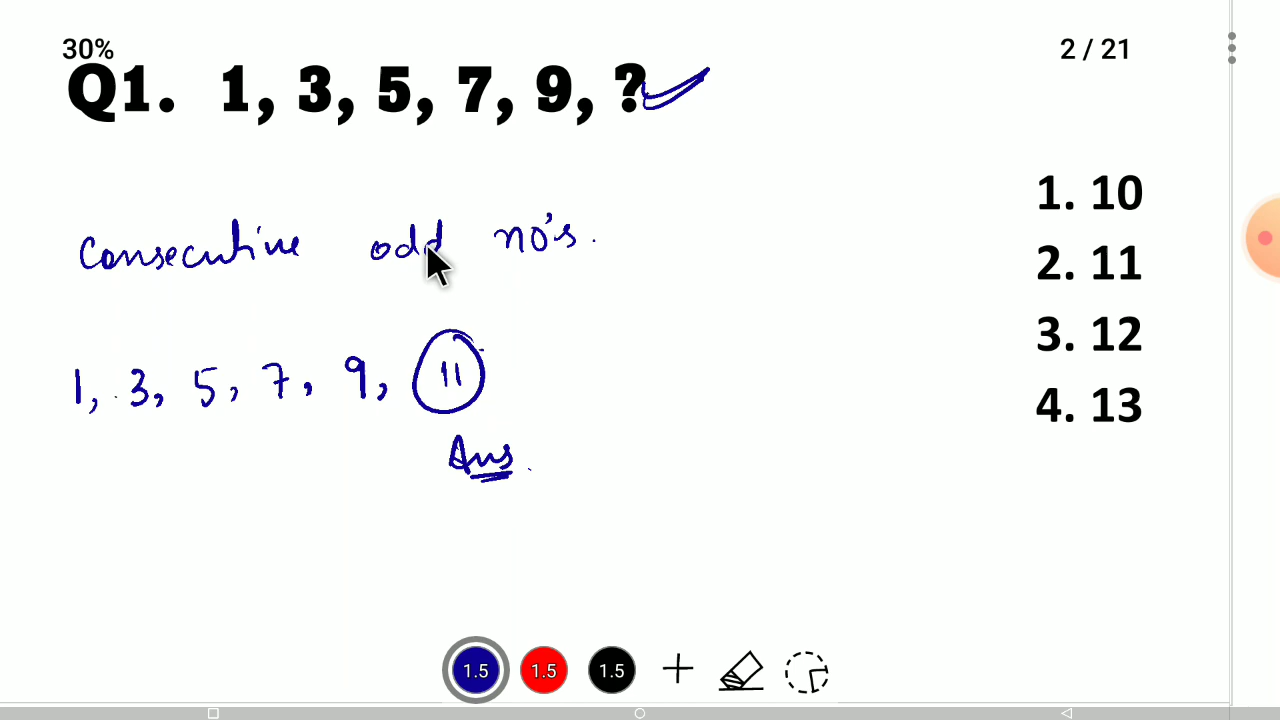 30%
2 / 21
Q1. 1, 3, 5, 7, 9, ?
1. 10
2. 11
3. 12
4. 13
Consecutive odd no's.
1, 3, 5, 7, 9, 11
Ans.
1.5 1.5 1.5